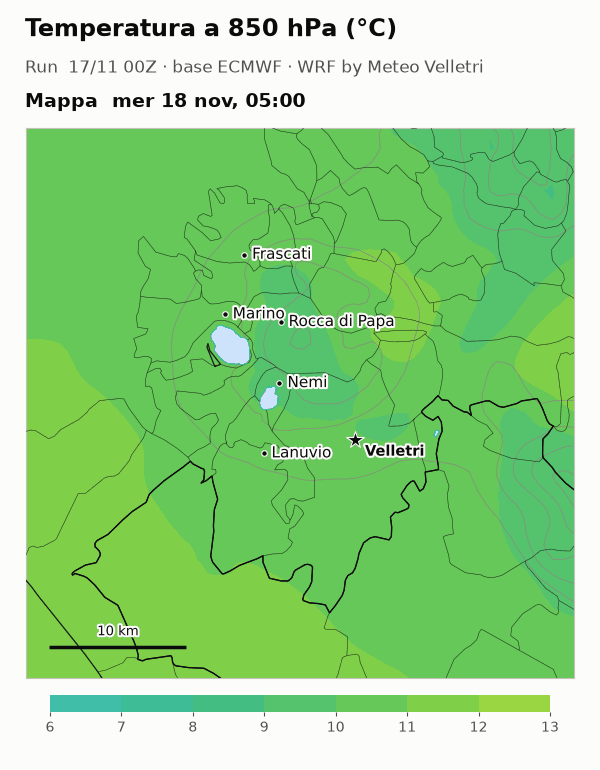 Temperatura a 850 hPa (°C)
Run  17/11 00Z · base ECMWF · WRF by Meteo Velletri
Mappa  mer 18 nov, 05:00
Frascati
Marino
Rocca di Papa
Nemi
Velletri
Lanuvio
10 km
6 7 8 9 10 11 12 13